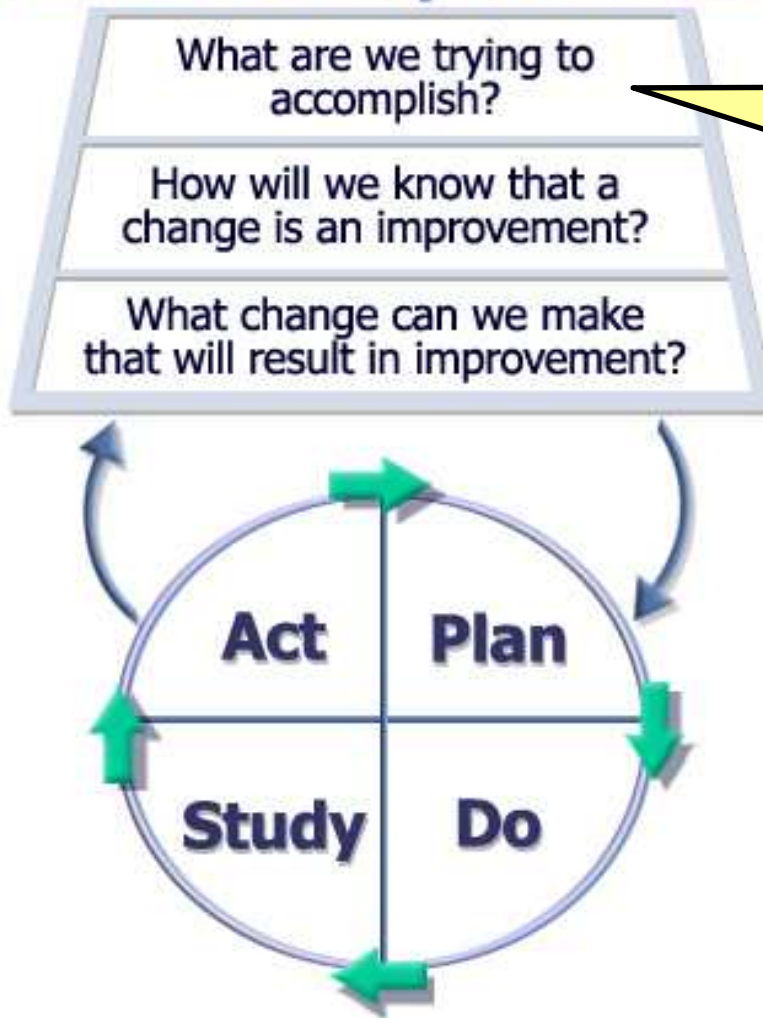 What are we trying to
accomplish?
How will we know that a
change is an improvement?
What change can we make
that will result in improvement?
Act Plan
Study Do